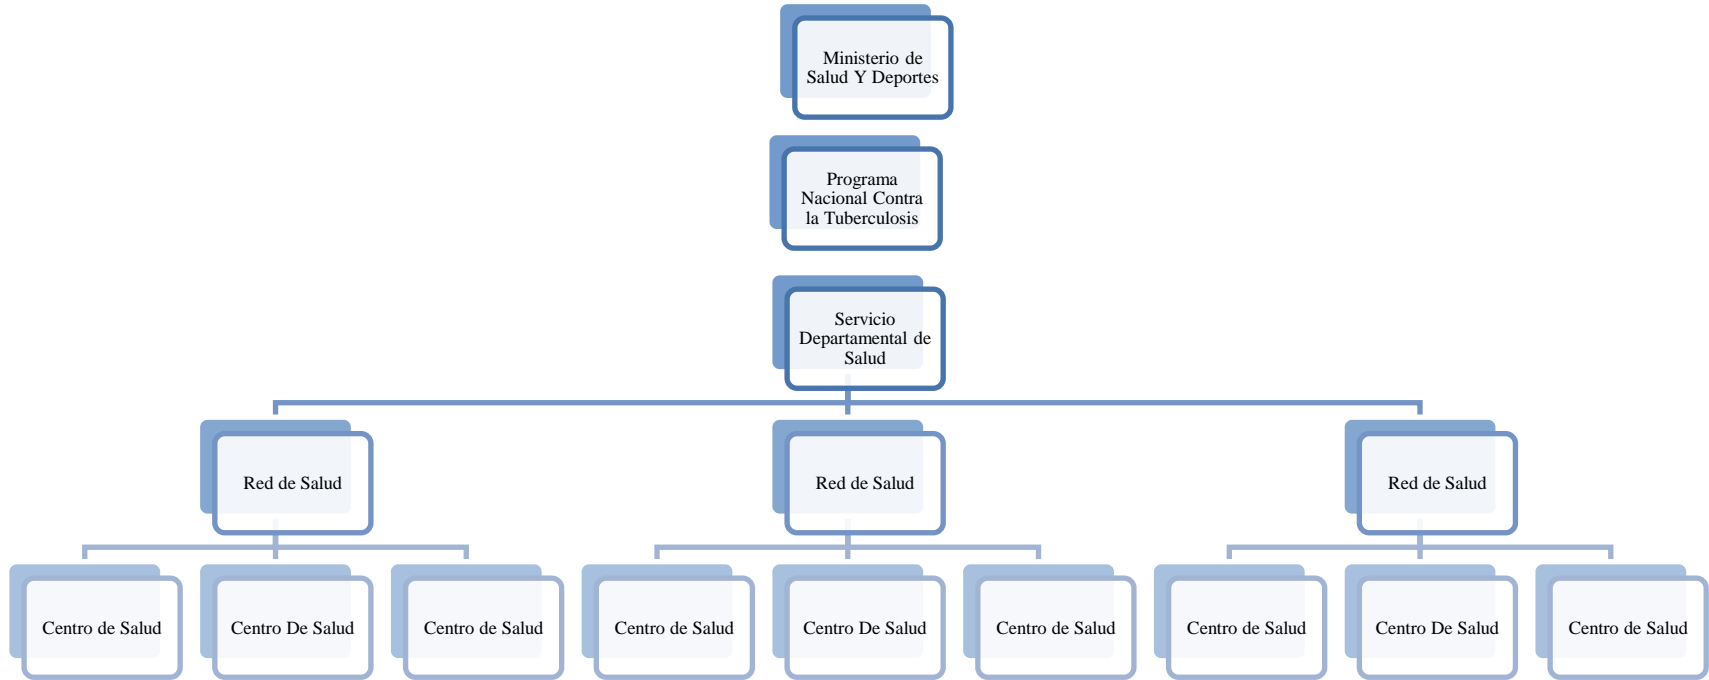 Ministerio de
Salud Y Deportes
Programa
Nacional Contra
la Tuberculosis
Servicio
Departamental de
Salud
Red de Salud
Red de Salud
Red de Salud
Centro de Salud
Centro De Salud
Centro de Salud
Centro de Salud
Centro De Salud
Centro de Salud
Centro de Salud
Centro De Salud
Centro de Salud